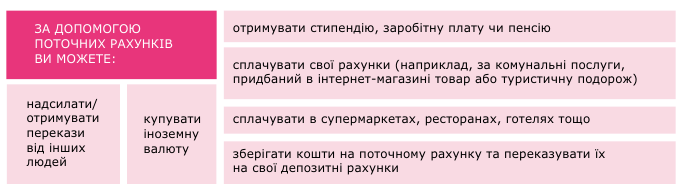 ЗА ДОПОМОГОЮ
ПОТОЧНИХ РАХУНКІВ
ВИ МОЖЕТЕ:
надсилати/
отримувати
перекази
від інших
людей
купувати
іноземну
валюту
отримувати стипендію, заробітну плату чи пенсію
сплачувати свої рахунки (наприклад, за комунальні послуги,
придбаний в інтернет-магазині товар або туристичну подорож)
сплачувати в супермаркетах, ресторанах, готелях тощо
зберігати кошти на поточному рахунку та переказувати їх
на свої депозитні рахунки